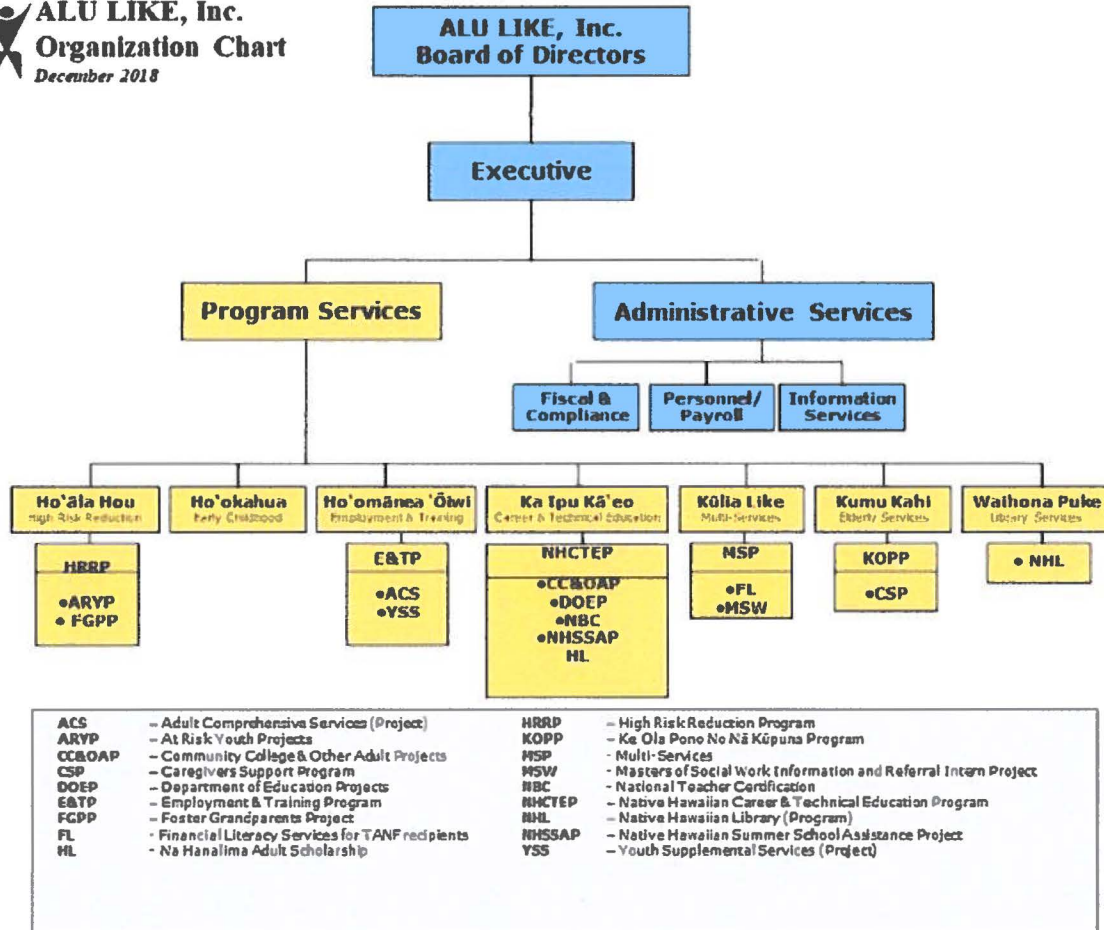 ALU LIKE, Inc.
Organization Chart
December 2018
ALU LIKE, Inc.
Board of Directors
Executive
Program Services
Administrative Services
Fiscal &
Compliance
Personnel/
Payroll
Information
Services
Ho'āla Hou
High Risk Reduction
Ho'okahua
Early Childhood
Ho'omānea 'Ōiwi
Employment & Training
Ka Ipu Kā'eo
Career & Technical Education
Kūlia Like
Multi-Services
Kumu Kahi
Elderly Services
Waihona Puke
Library Services
HRRP
•ARYP
• FGPP
E&TP
•ACS
•YSS
NHCTEP
•CC&OAP
•DOEP
•NBC
•NHSSAP
HL
MSP
•FL
•MSW
KOPP
•CSP
• NHL
ACS – Adult Comprehensive Services (Project)
ARYP – At Risk Youth Projects
CC&OAP – Community College & Other Adult Projects
CSP – Caregivers Support Program
DOEP – Department of Education Projects
E&TP – Employment & Training Program
FGPP – Foster Grandparents Project
FL - Financial Literacy Services for TANF recipients
HL - Na Hanalima Adult Scholarship
HRRP – High Risk Reduction Program
KOPP – Ke Ola Pono No Nā Kūpuna Program
MSP - Multi-Services
MSW - Masters of Social Work Information and Referral Intern Project
NBC - National Teacher Certification
NHCTEP – Native Hawaiian Career & Technical Education Program
NHL – Native Hawaiian Library (Program)
NHSSAP – Native Hawaiian Summer School Assistance Project
YSS – Youth Supplemental Services (Project)